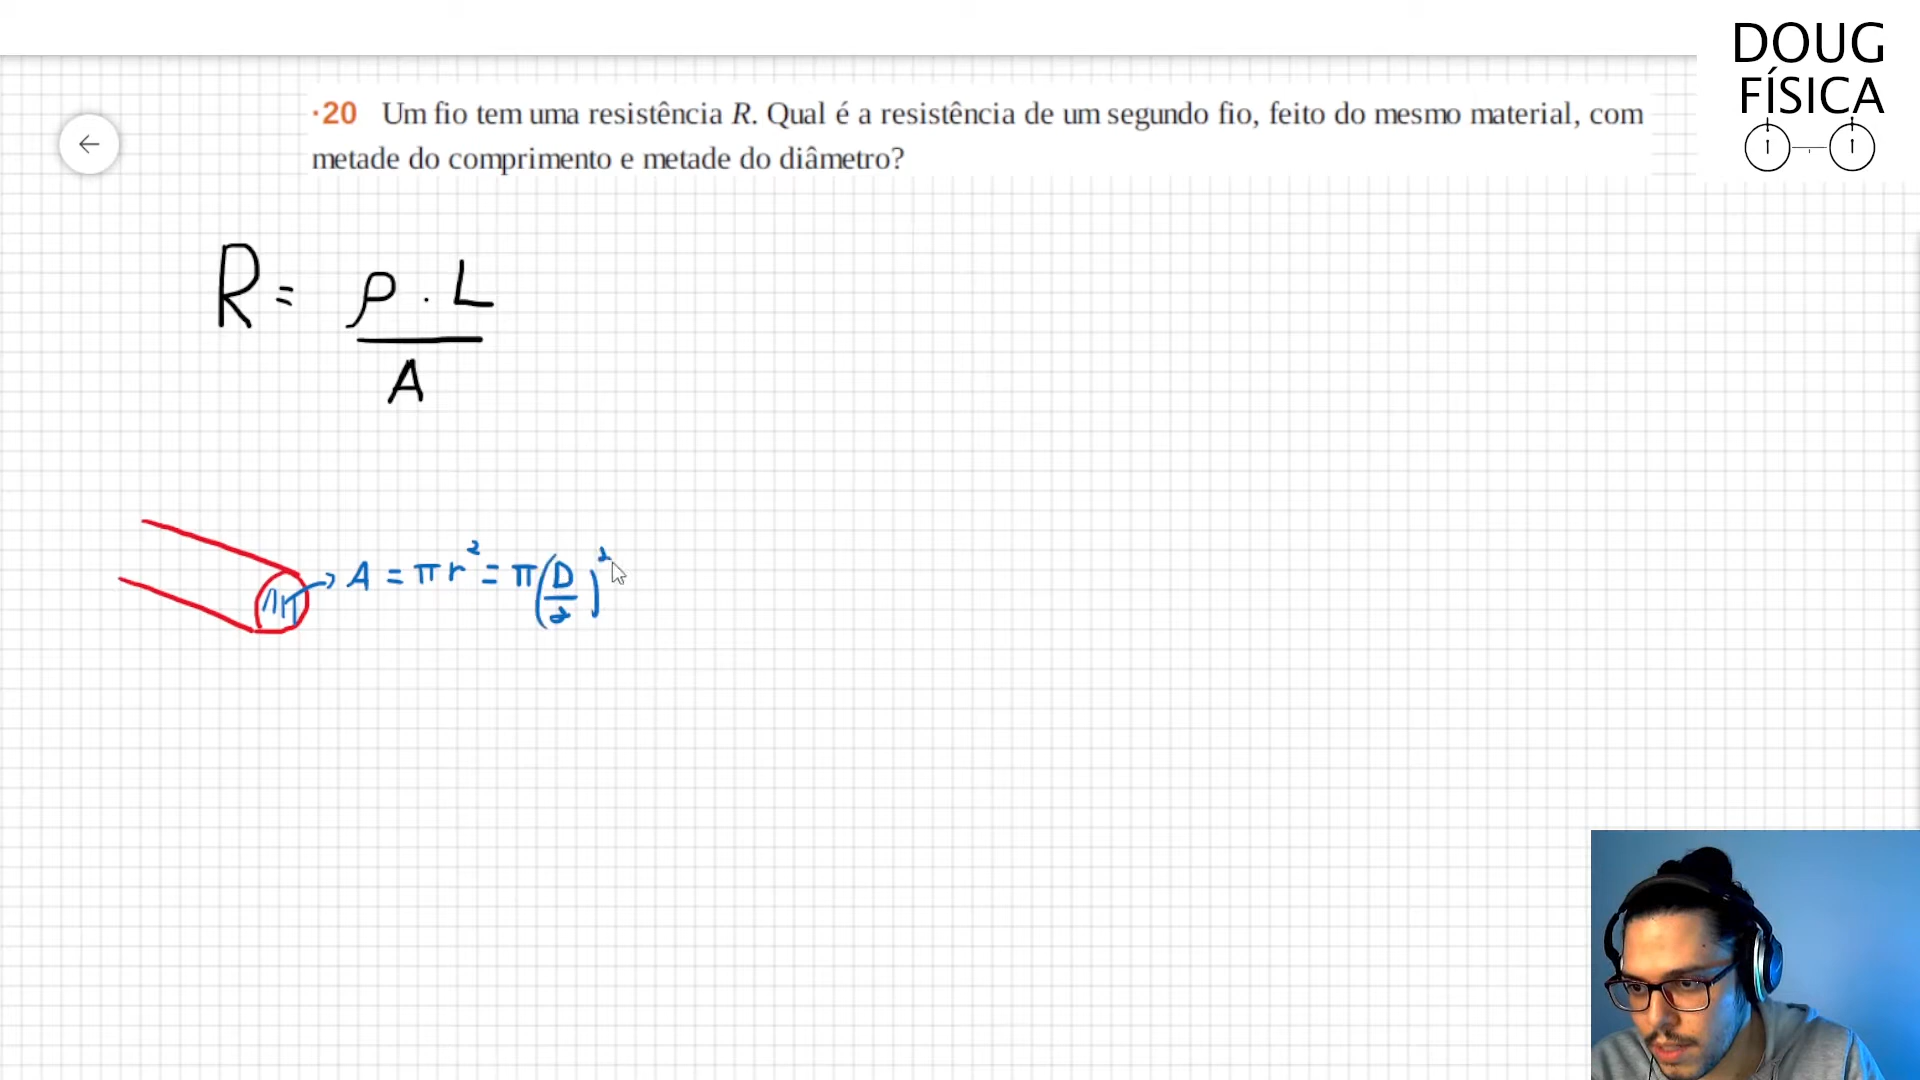 DOUG
FÍSICA
·20 Um fio tem uma resistência R. Qual é a resistência de um segundo fio, feito do mesmo material, com
metade do comprimento e metade do diâmetro?
R = ρ . L
A
A = π r² = π (D/2)²